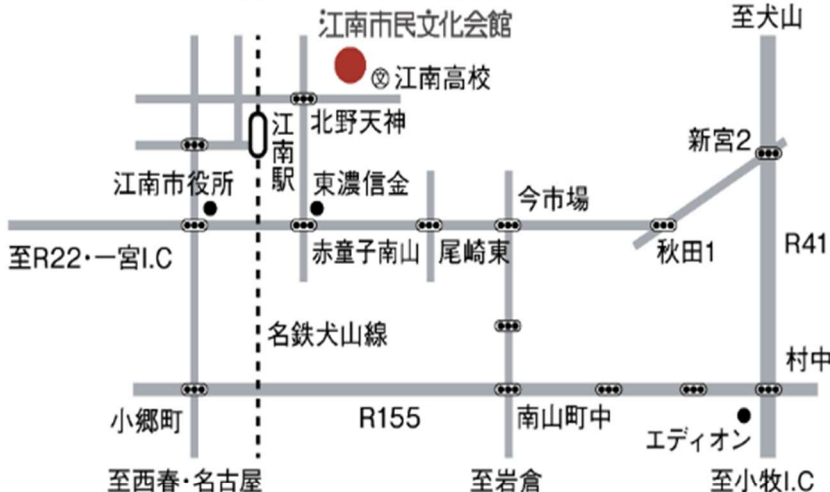 江南市民文化会館
至犬山
㊫江南高校
北野天神
新宮2
江南駅
江南市役所
東濃信金
今市場
至R22・一宮I.C
赤童子南山
尾崎東
秋田1
R41
名鉄犬山線
村中
小郷町
R155
南山町中
エディオン
至西春・名古屋
至岩倉
至小牧I.C